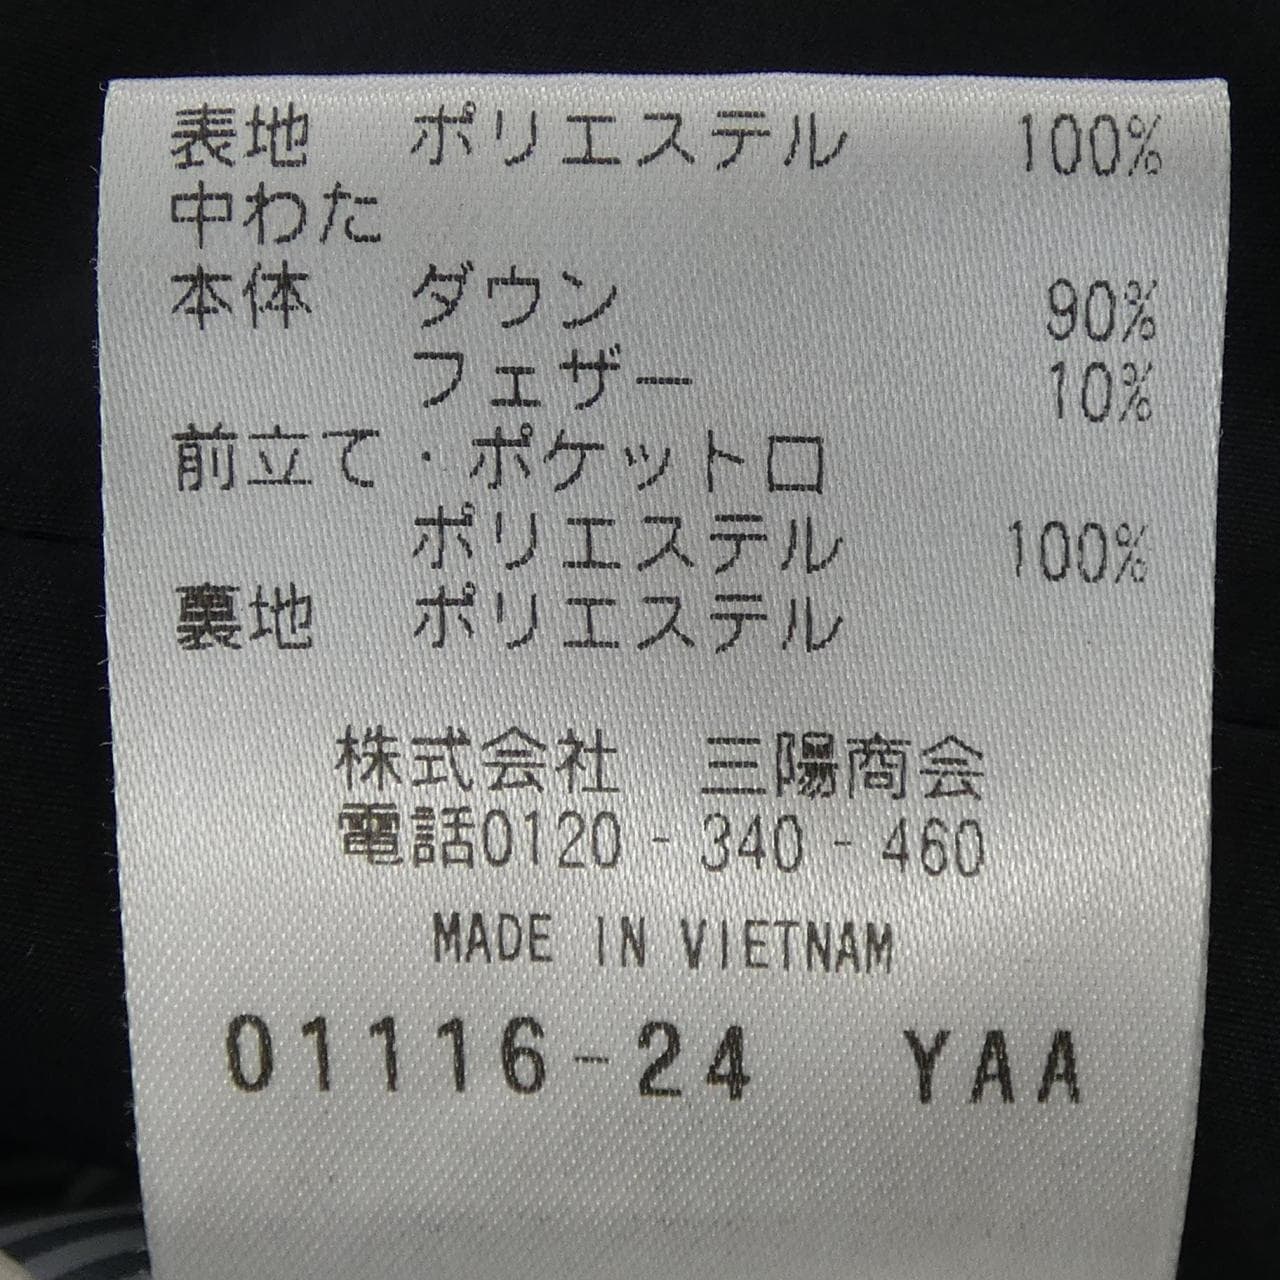 表地 ポリエステル 100%
中わた
本体 ダウン 90%
フェザー 10%
前立て・ポケット口
ポリエステル 100%
裏地 ポリエステル
株式会社 三陽商会
電話0120-340-460
MADE IN VIETNAM
01116-24 YAA